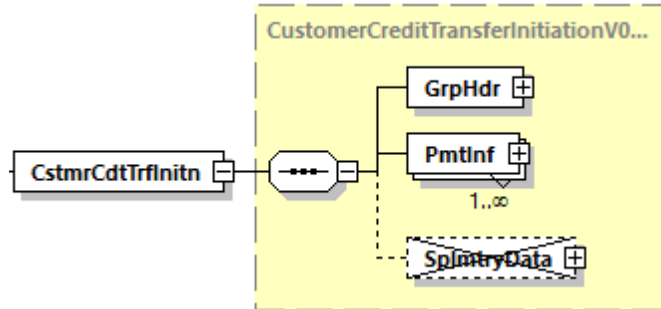 CustomerCreditTransferInitiationV0...
GrpHdr
CstmrCdtTrfInitn
PmtInf
1..∞
SplmtryData